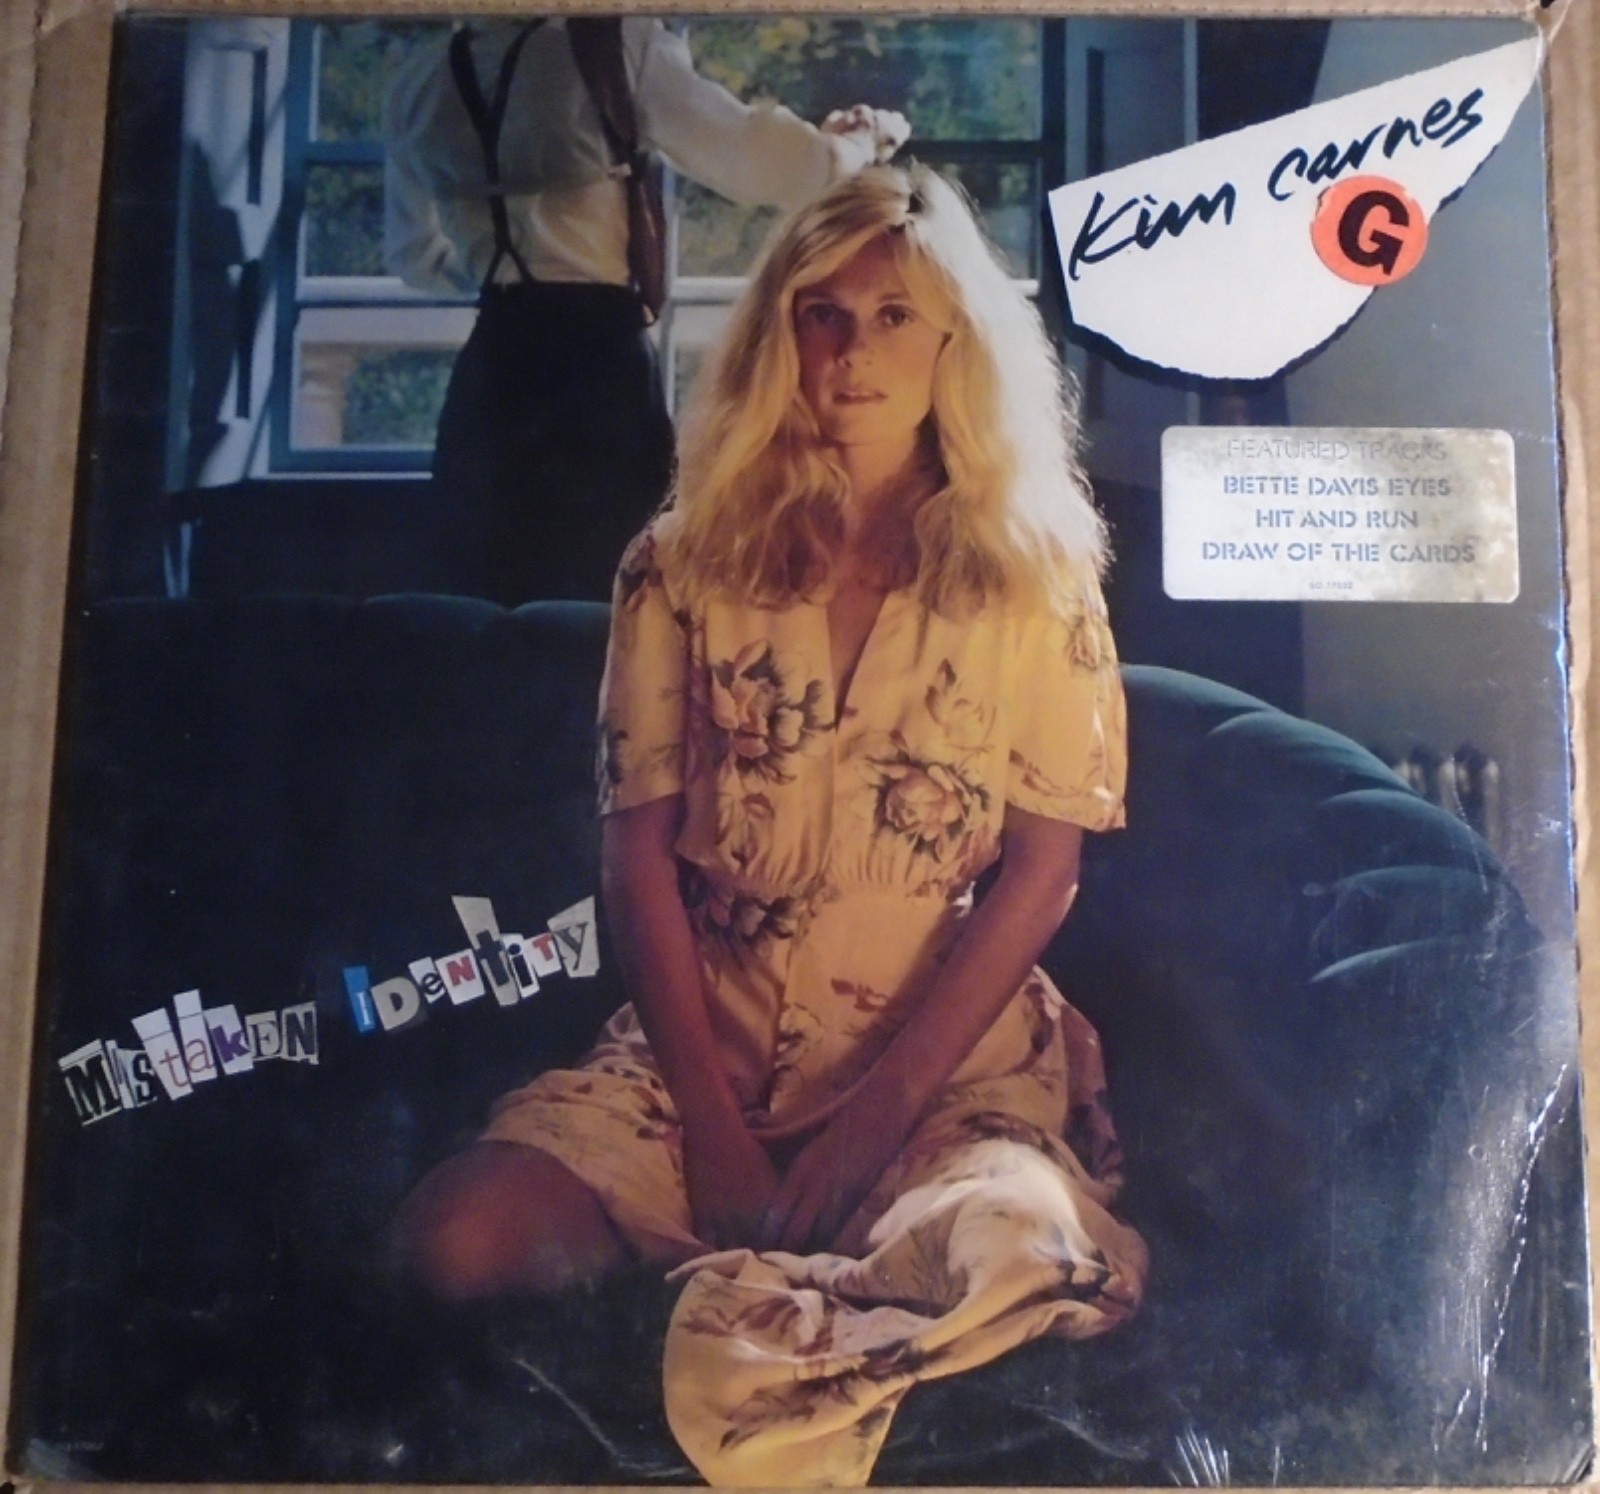 Kim Carnes
G
FEATURED TRACKS
BETTE DAVIS EYES
HIT AND RUN
DRAW OF THE CARDS
MisTaKEN IDeNtiTy